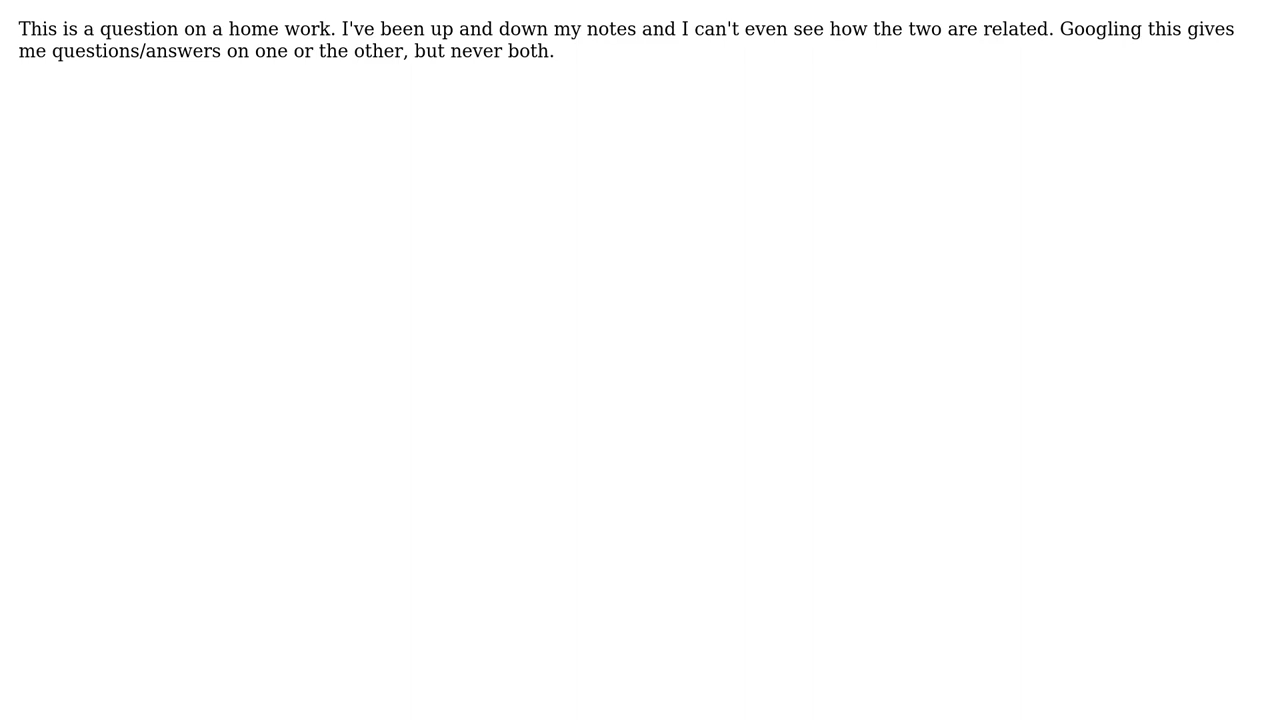 This is a question on a home work. I've been up and down my notes and I can't even see how the two are related. Googling this gives
me questions/answers on one or the other, but never both.